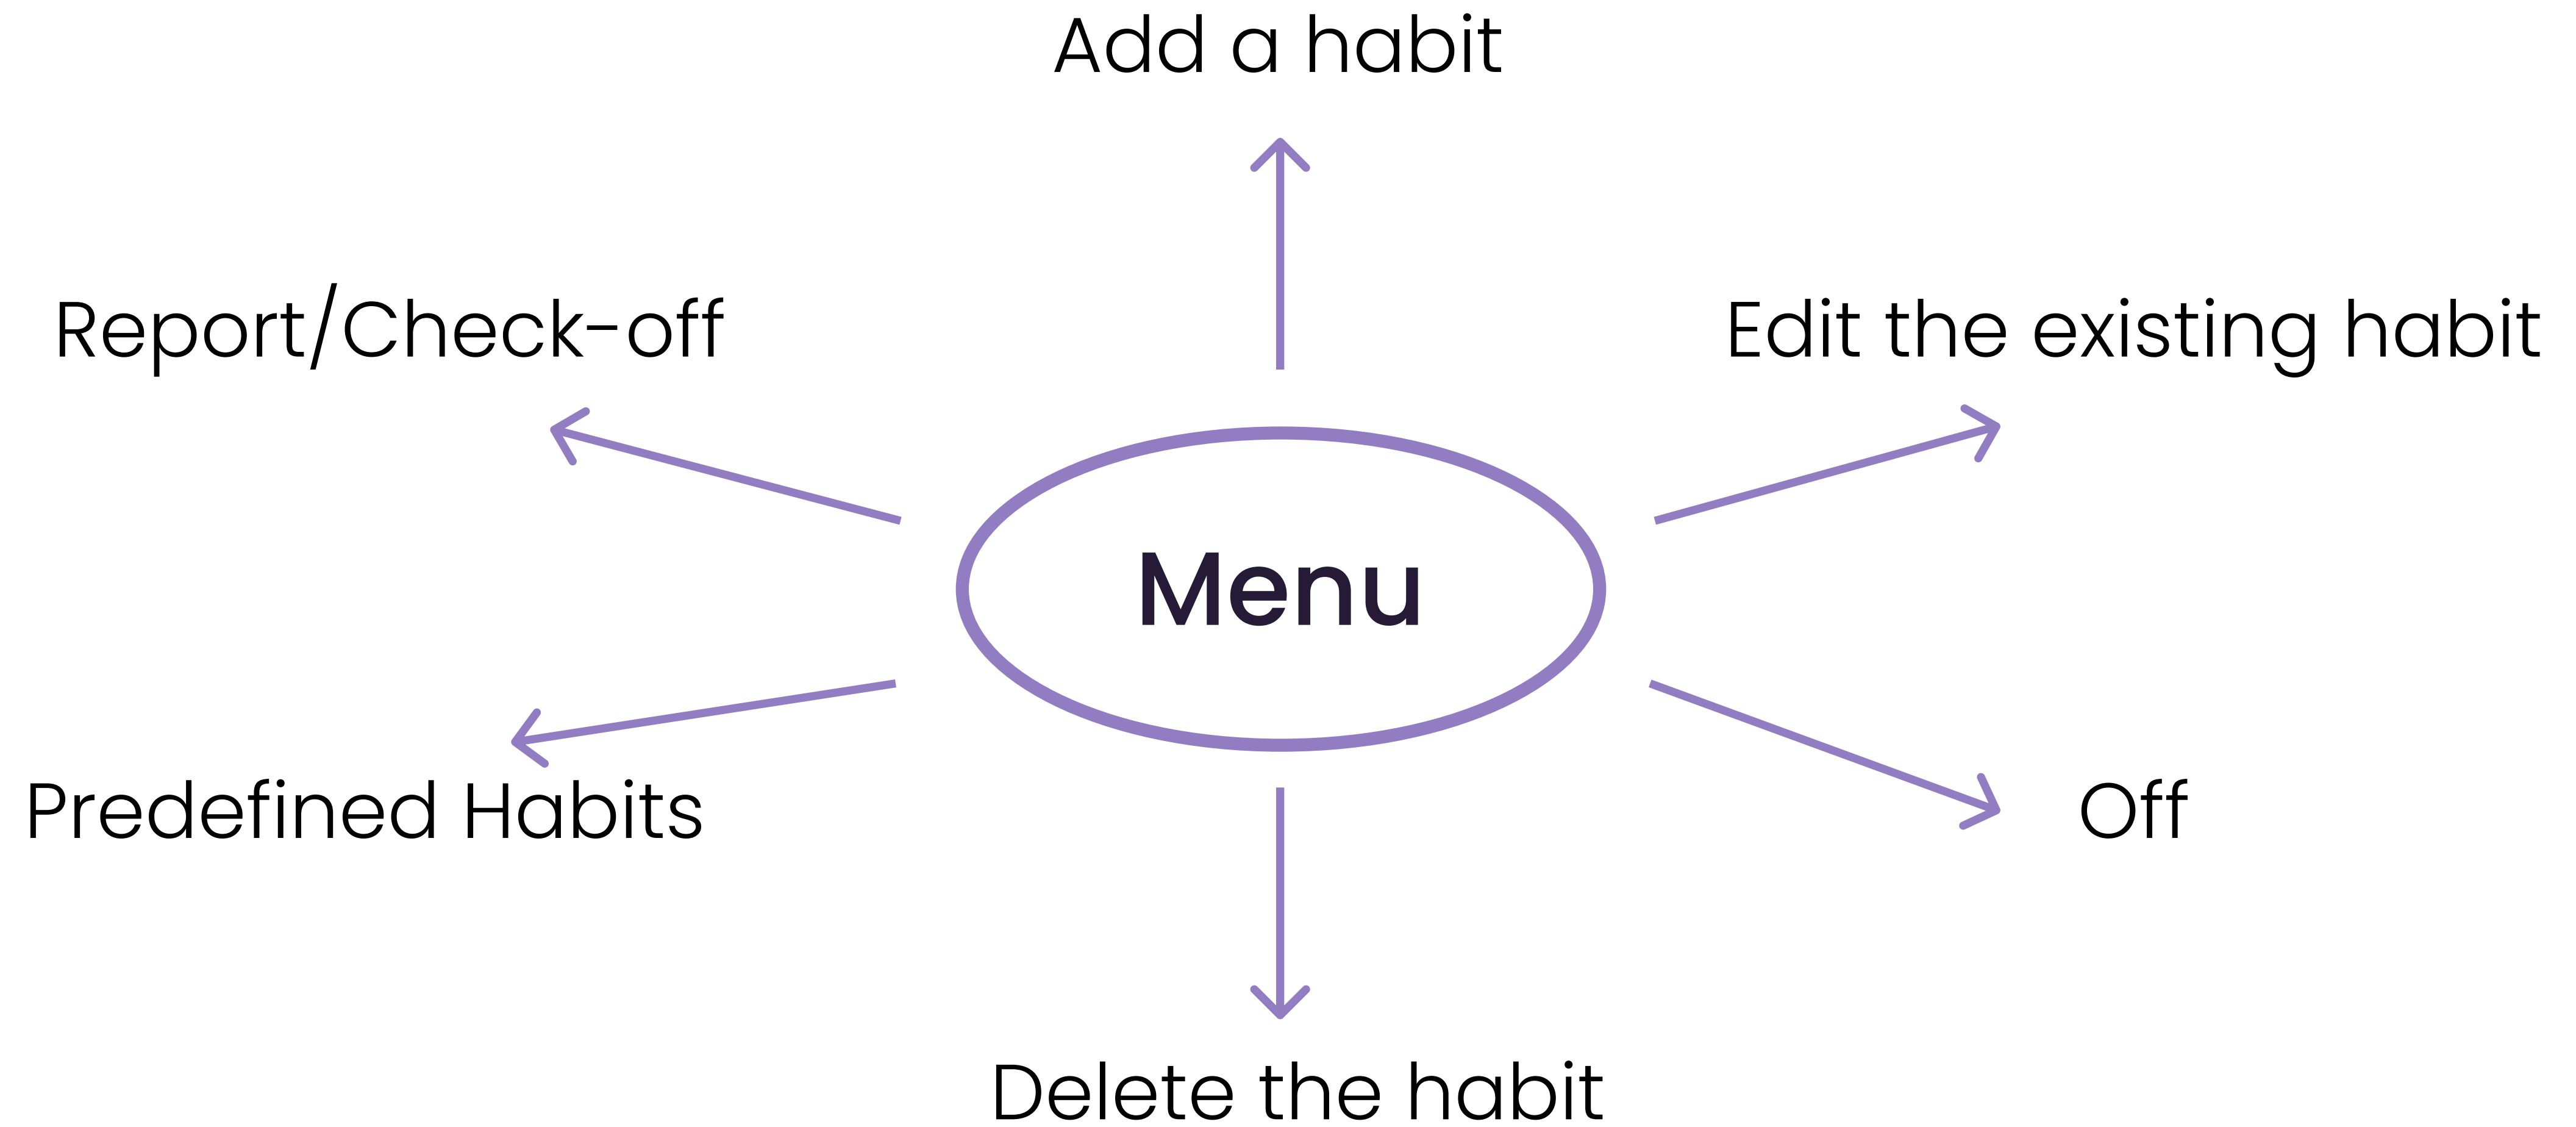 Add a habit
Report/Check-off
Edit the existing habit
Menu
Predefined Habits
Off
Delete the habit